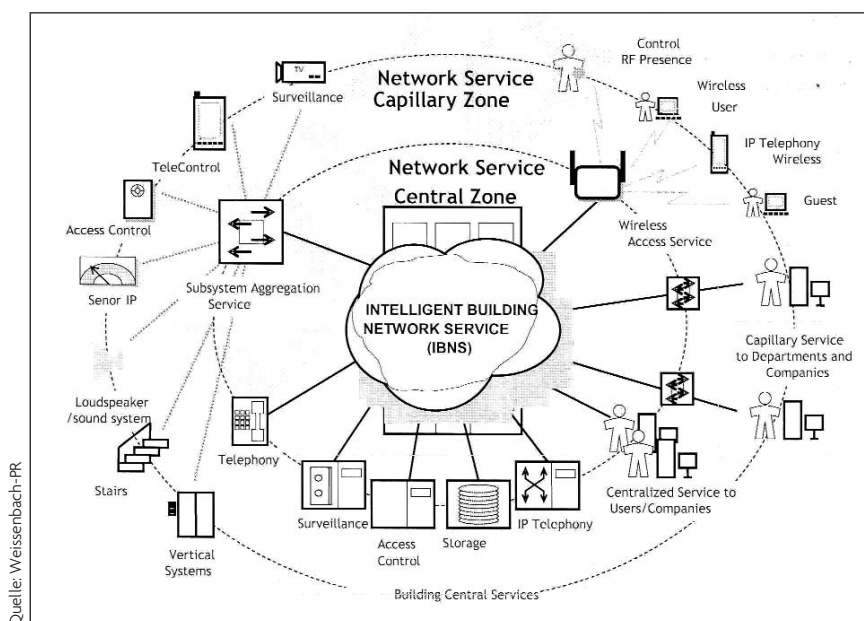 Control
RF Presence
TV
Surveillance
Network Service
Capillary Zone
Wireless
User
TeleControl
IP Telephony
Wireless
Network Service
Central Zone
Guest
Access Control
Wireless
Access Service
Senor IP
Subsystem Aggregation
Service
INTELLIGENT BUILDING
NETWORK SERVICE
(IBNS)
Capillary Service
to Departments and
Companies
Loudspeaker
/sound system
Telephony
Stairs
Surveillance
Access
Control
Storage
IP Telephony
Centralized Service to
Users/Companies
Vertical
Systems
Building Central Services
Quelle: Weissenbach-PR